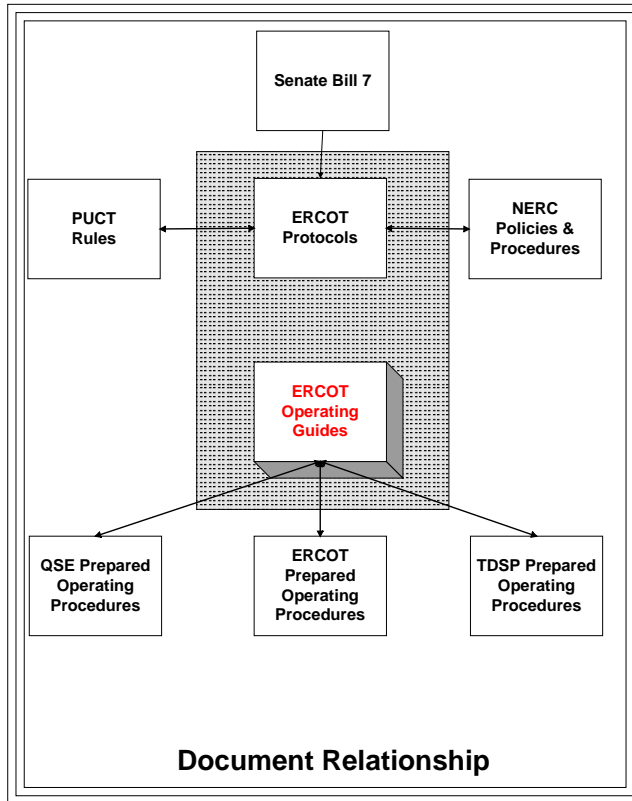 Senate Bill 7
PUCT
Rules
ERCOT
Protocols
NERC
Policies &
Procedures
ERCOT
Operating
Guides
QSE Prepared
Operating
Procedures
ERCOT
Prepared
Operating
Procedures
TDSP Prepared
Operating
Procedures
Document Relationship